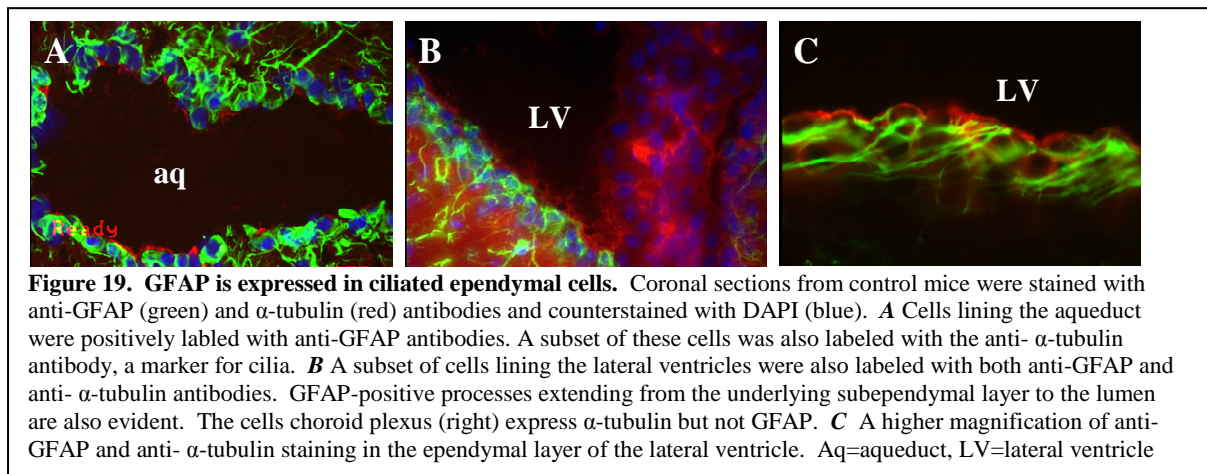 A
B
C
LV
LV
aq
Ready
Figure 19. GFAP is expressed in ciliated ependymal cells. Coronal sections from control mice were stained with
anti-GFAP (green) and α-tubulin (red) antibodies and counterstained with DAPI (blue). A Cells lining the aqueduct
were positively labled with anti-GFAP antibodies. A subset of these cells was also labeled with the anti- α-tubulin
antibody, a marker for cilia. B A subset of cells lining the lateral ventricles were also labeled with both anti-GFAP and
anti- α-tubulin antibodies. GFAP-positive processes extending from the underlying subependymal layer to the lumen
are also evident. The cells choroid plexus (right) express α-tubulin but not GFAP. C A higher magnification of anti-
GFAP and anti- α-tubulin staining in the ependymal layer of the lateral ventricle. Aq=aqueduct, LV=lateral ventricle